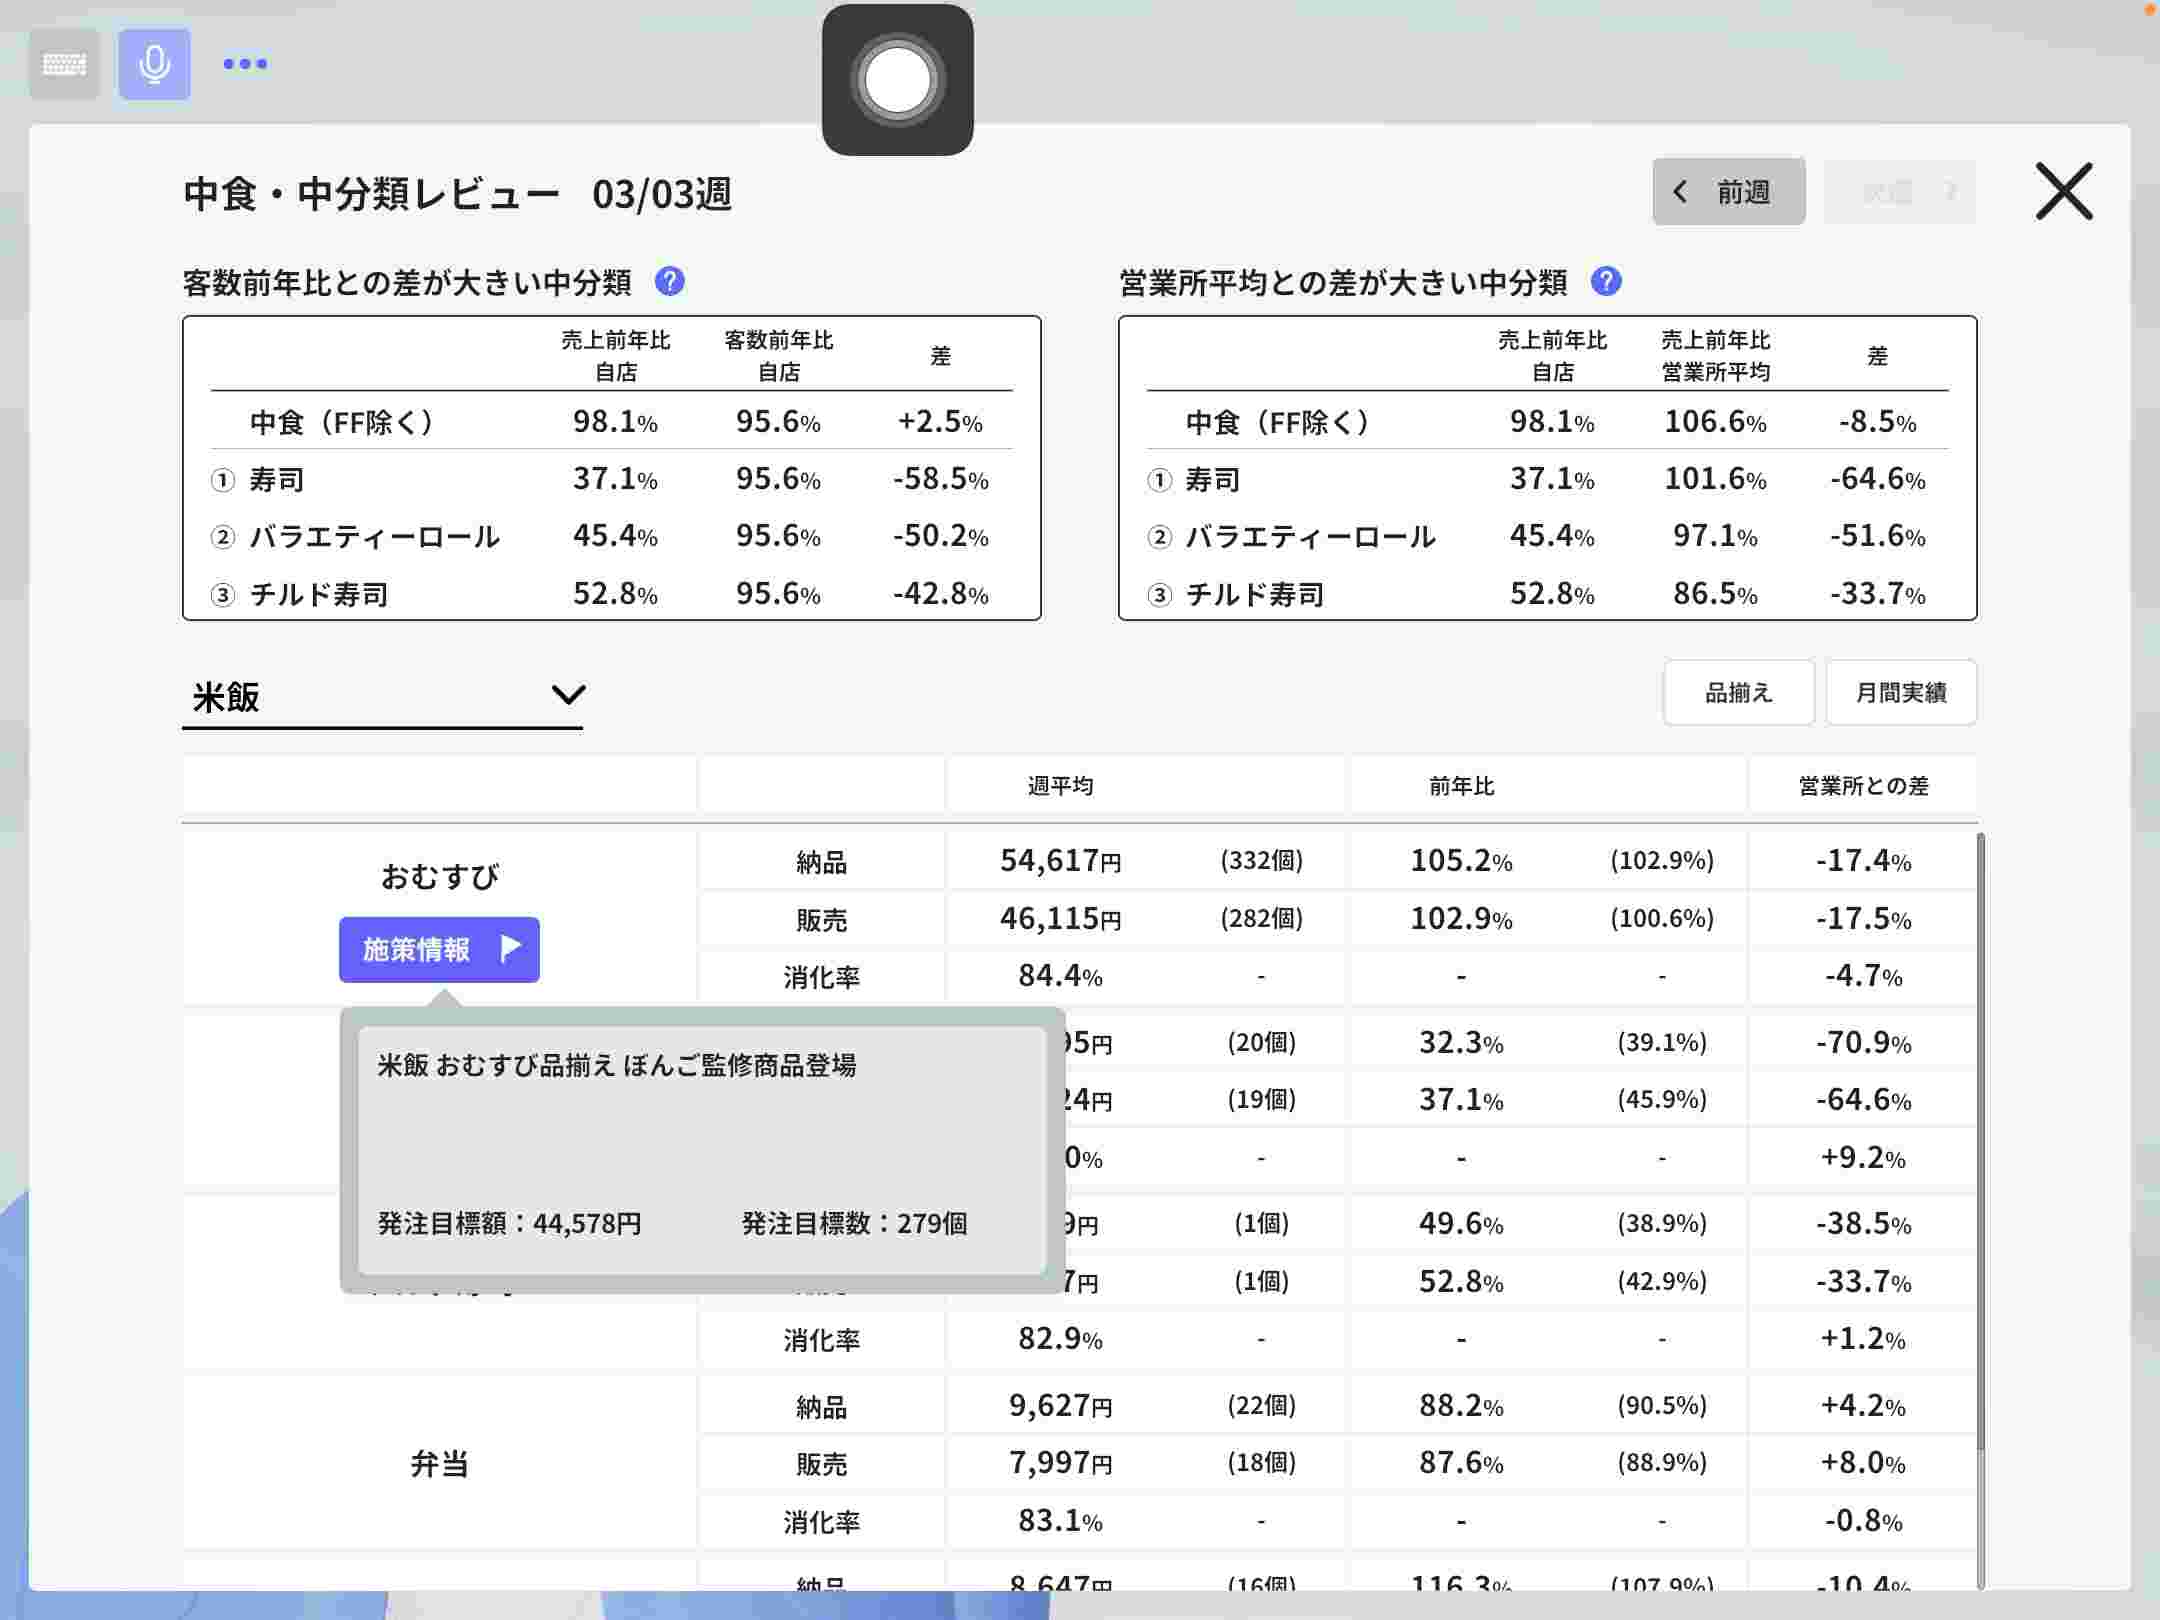 中食・中分類レビュー 03/03週
前週
客数前年比との差が大きい中分類 ?
売上前年比 自店 客数前年比 自店 差
中食（FF除く） 98.1% 95.6% +2.5%
① 寿司 37.1% 95.6% -58.5%
② バラエティーロール 45.4% 95.6% -50.2%
③ チルド寿司 52.8% 95.6% -42.8%
営業所平均との差が大きい中分類 ?
売上前年比 自店 売上前年比 営業所平均 差
中食（FF除く） 98.1% 106.6% -8.5%
① 寿司 37.1% 101.6% -64.6%
② バラエティーロール 45.4% 97.1% -51.6%
③ チルド寿司 52.8% 86.5% -33.7%
米飯
品揃え
月間実績
週平均 前年比 営業所との差
おむすび
施策情報
納品 54,617円 (332個) 105.2% (102.9%) -17.4%
販売 46,115円 (282個) 102.9% (100.6%) -17.5%
消化率 84.4% - - - -4.7%
米飯 おむすび品揃え ぼんご監修商品登場
発注目標額：44,578円 発注目標数：279個
95円 (20個) 32.3% (39.1%) -70.9%
24円 (19個) 37.1% (45.9%) -64.6%
0% - - - +9.2%
9円 (1個) 49.6% (38.9%) -38.5%
7円 (1個) 52.8% (42.9%) -33.7%
消化率 82.9% - - - +1.2%
弁当
納品 9,627円 (22個) 88.2% (90.5%) +4.2%
販売 7,997円 (18個) 87.6% (88.9%) +8.0%
消化率 83.1% - - - -0.8%
納品 8,647円 (16個) 116.3% (107.9%) -10.4%